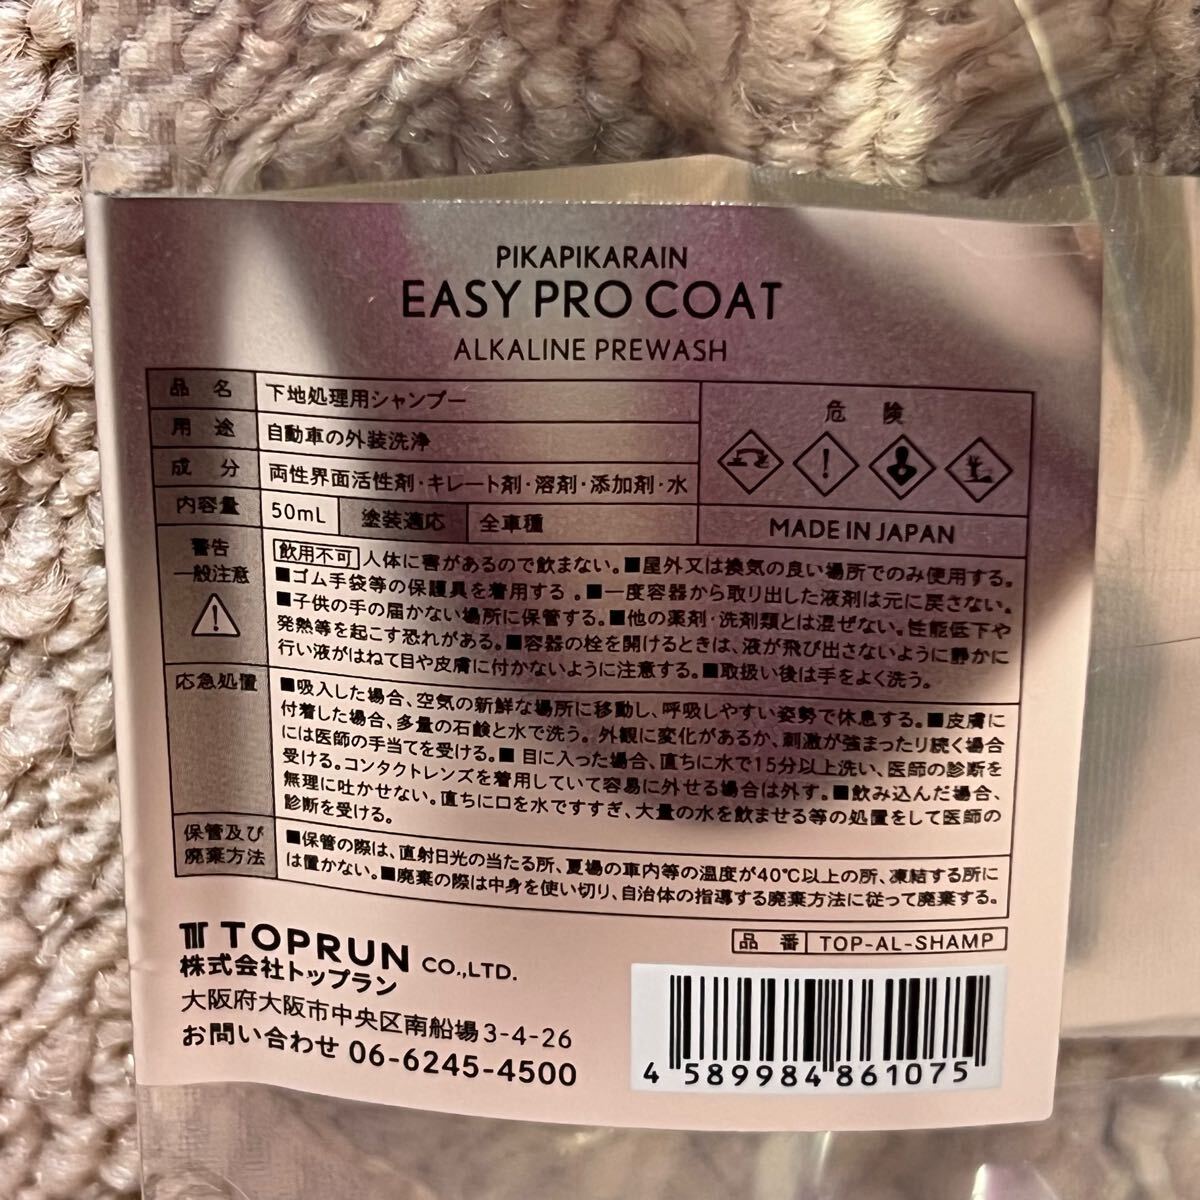 PIKAPIKARAIN
EASY PRO COAT
ALKALINE PREWASH
品名 下地処理用シャンプー
用途 自動車の外装洗浄
成分 両性界面活性剤・キレート剤・溶剤・添加剤・水
内容量 50mL 塗装適応 全車種
危険
MADE IN JAPAN
警告
一般注意
飲用不可 人体に害があるので飲まない。■屋外又は換気の良い場所でのみ使用する。
■ゴム手袋等の保護具を着用する。■一度容器から取り出した液剤は元に戻さない。
■子供の手の届かない場所に保管する。■他の薬剤・洗剤類とは混ぜない。性能低下や
発熱等を起こす恐れがある。■容器の栓を開けるときは、液が飛び出さないように静かに
行い液がはねて目や皮膚に付かないように注意する。■取扱い後は手をよく洗う。
応急処置
■吸入した場合、空気の新鮮な場所に移動し、呼吸しやすい姿勢で休息する。■皮膚に
付着した場合、多量の石鹸と水で洗う。外観に変化があるか、刺激が強まったり続く場合
には医師の手当てを受ける。■目に入った場合、直ちに水で15分以上洗い、医師の診断を
受ける。コンタクトレンズを着用していて容易に外せる場合は外す。■飲み込んだ場合、
無理に吐かせない。直ちに口を水ですすぎ、大量の水を飲ませる等の処置をして医師の
診断を受ける。
保管及び
廃棄方法
■保管の際は、直射日光の当たる所、夏場の車内等の温度が40℃以上の所、凍結する所に
は置かない。■廃棄の際は中身を使い切り、自治体の指導する廃棄方法に従って廃棄する。
TOPRUN CO.,LTD.
株式会社トップラン
大阪府大阪市中央区南船場3-4-26
お問い合わせ 06-6245-4500
品番 TOP-AL-SHAMP
4 589984 861075